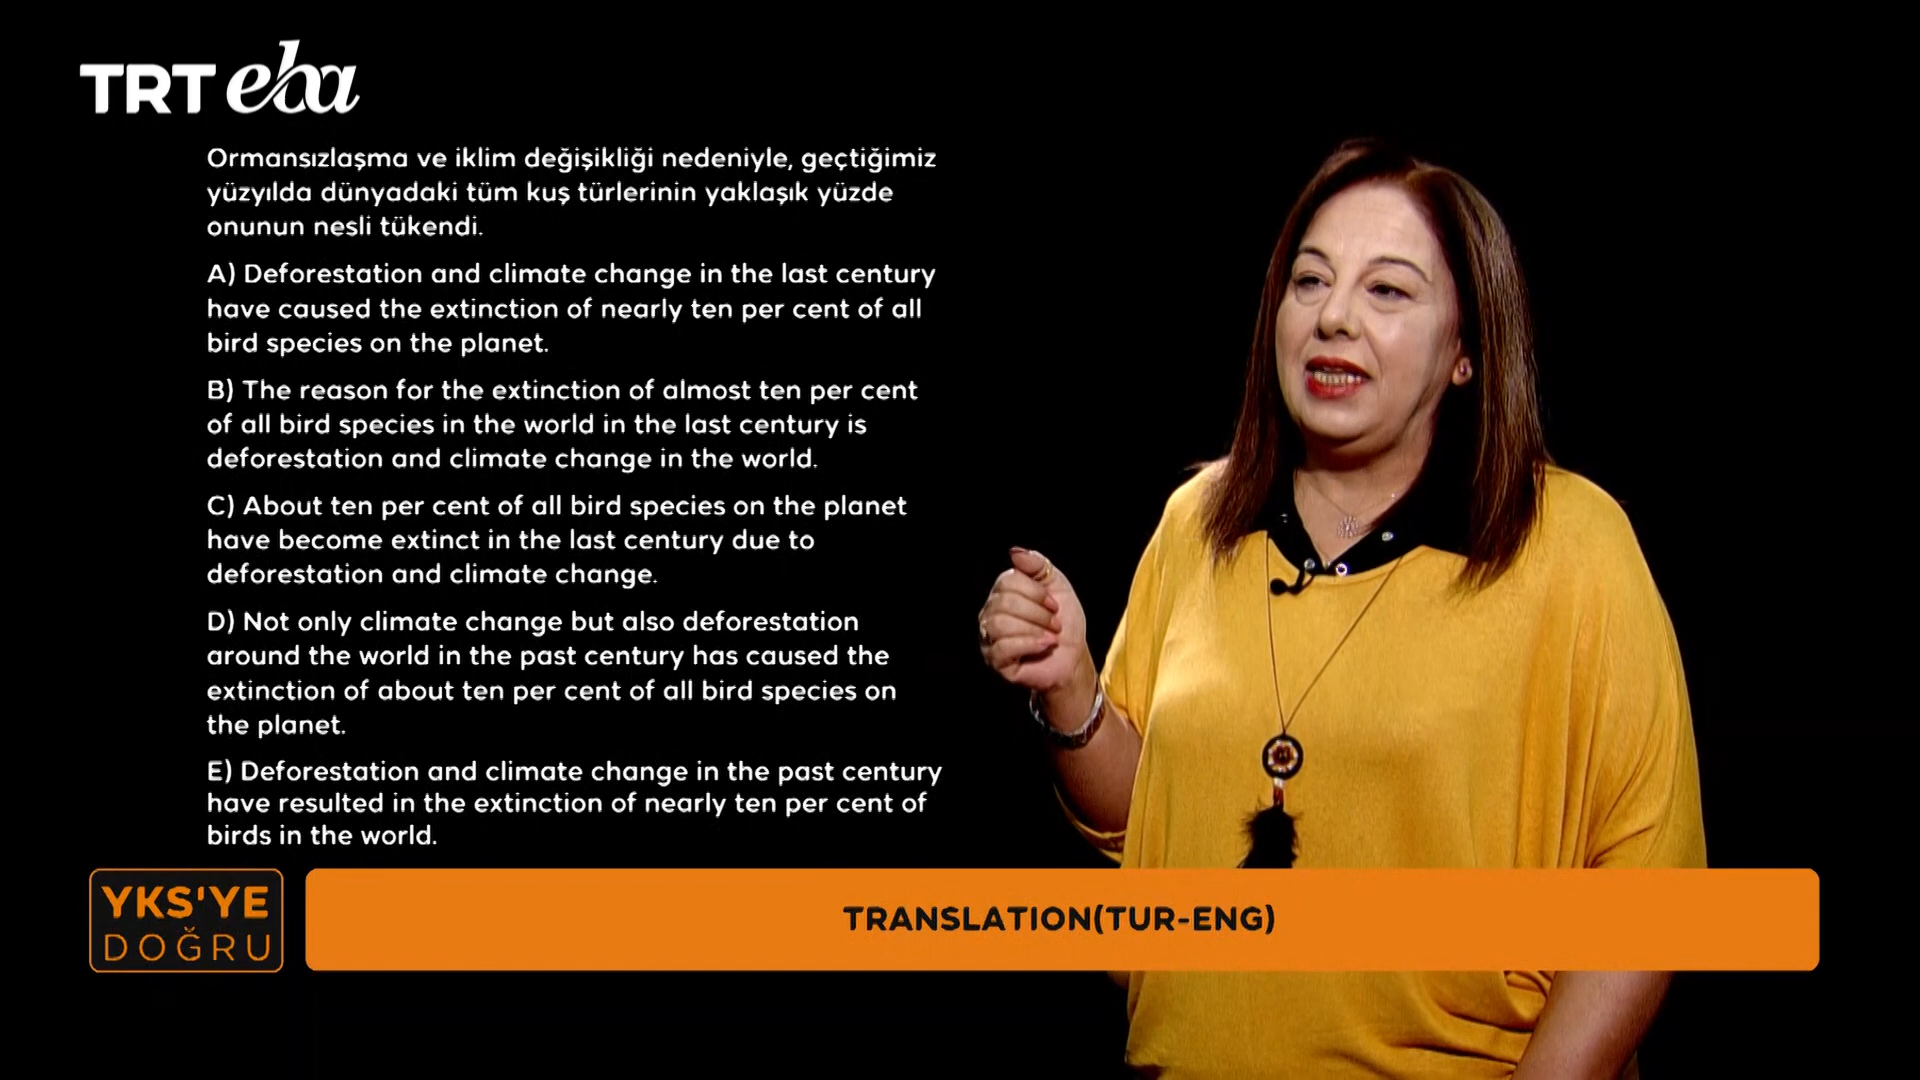 TRT eba
Ormansızlaşma ve iklim değişikliği nedeniyle, geçtiğimiz
yüzyılda dünyadaki tüm kuş türlerinin yaklaşık yüzde
onunun nesli tükendi.
A) Deforestation and climate change in the last century
have caused the extinction of nearly ten per cent of all
bird species on the planet.
B) The reason for the extinction of almost ten per cent
of all bird species in the world in the last century is
deforestation and climate change in the world.
C) About ten per cent of all bird species on the planet
have become extinct in the last century due to
deforestation and climate change.
D) Not only climate change but also deforestation
around the world in the past century has caused the
extinction of about ten per cent of all bird species on
the planet.
E) Deforestation and climate change in the past century
have resulted in the extinction of nearly ten per cent of
birds in the world.
YKS'YE
DOĞRU
TRANSLATION(TUR-ENG)